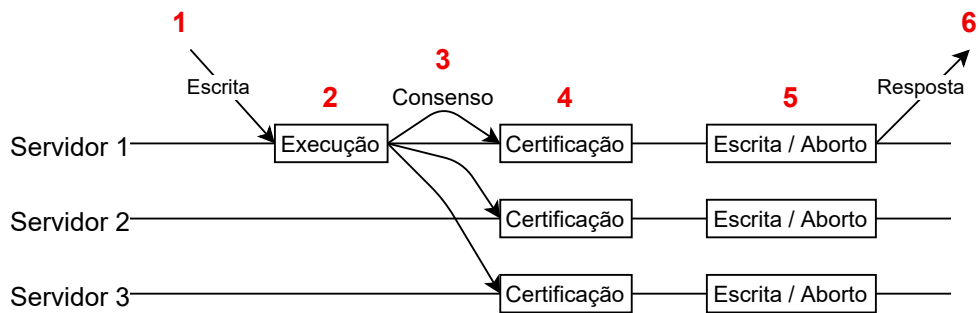 1
6
3
Escrita
2
Consenso
4
5
Resposta
Servidor 1
Execução
Certificação
Escrita / Aborto
Servidor 2
Certificação
Escrita / Aborto
Servidor 3
Certificação
Escrita / Aborto